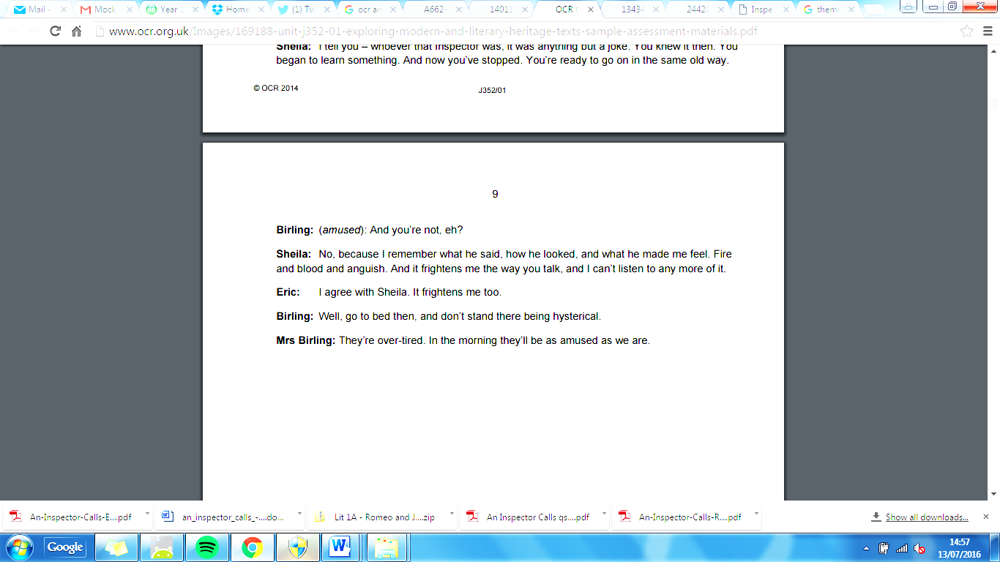 Mail -
Mock
Year 1
Home
(1) Tw
ocr an
A662-
14011
OCR G
13434
24428
Inspe
theme
www.ocr.org.uk/Images/169188-unit-j352-01-exploring-modern-and-literary-heritage-texts-sample-assessment-materials.pdf
Sheila: I tell you – whoever that Inspector was, it was anything but a joke. You knew it then. You
began to learn something. And now you've stopped. You're ready to go on in the same old way.
© OCR 2014
J352/01
9
Birling: (amused): And you're not, eh?
Sheila: No, because I remember what he said, how he looked, and what he made me feel. Fire
and blood and anguish. And it frightens me the way you talk, and I can't listen to any more of it.
Eric: I agree with Sheila. It frightens me too.
Birling: Well, go to bed then, and don't stand there being hysterical.
Mrs Birling: They're over-tired. In the morning they'll be as amused as we are.
An-Inspector-Calls-E....pdf
an_inspector_calls_-....do...
Lit 1A - Romeo and J....zip
An Inspector Calls qs....pdf
An-Inspector-Calls-R....pdf
Show all downloads...
Google
14:57
13/07/2016